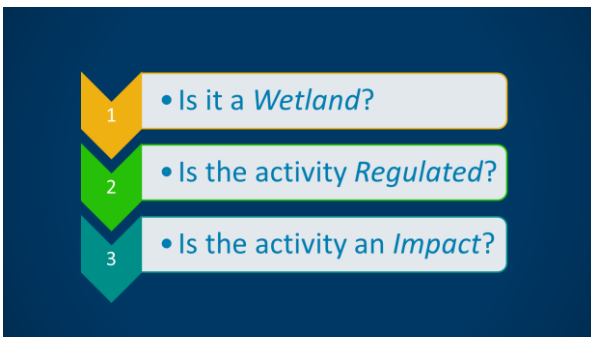 1 • Is it a Wetland?
2 • Is the activity Regulated?
3 • Is the activity an Impact?